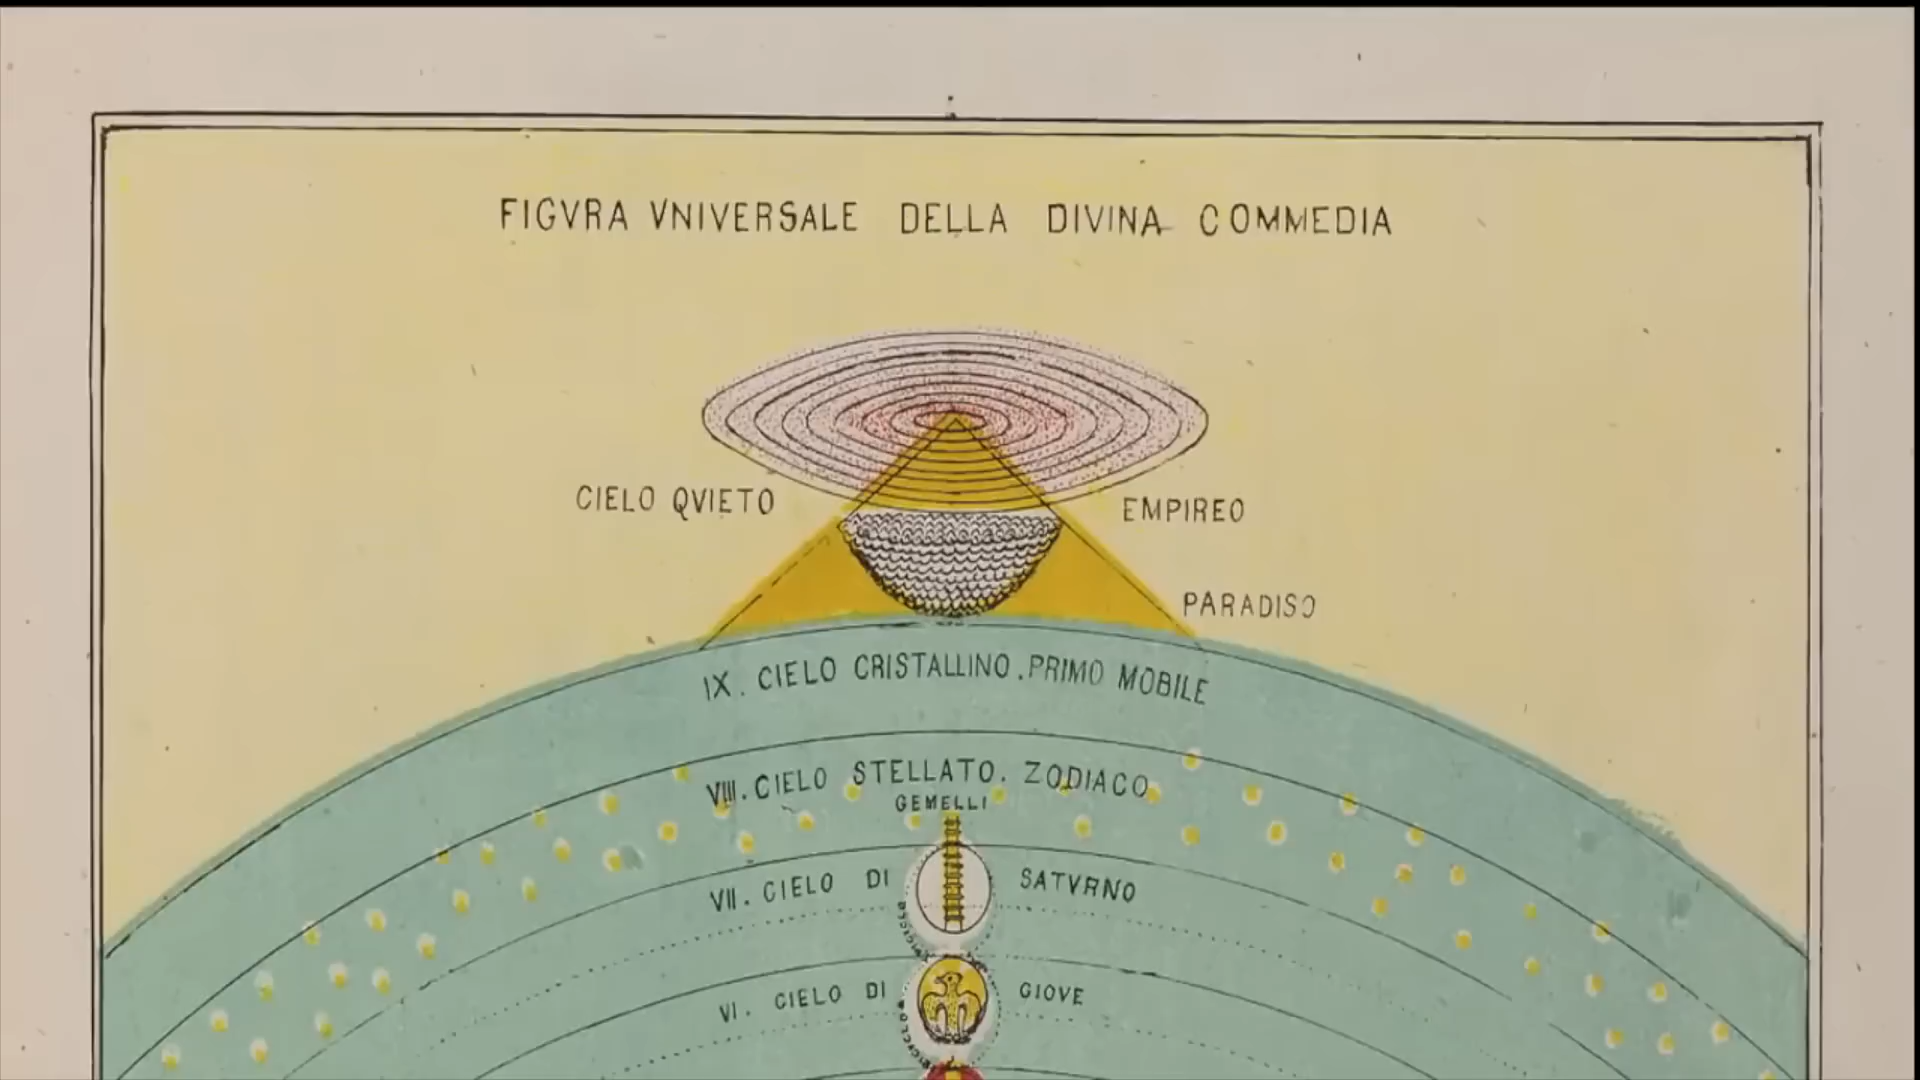 FIGVRA VNIVERSALE DELLA DIVINA COMMEDIA
CIELO QVIETO
EMPIREO
PARADISO
IX. CIELO CRISTALLINO. PRIMO MOBILE
VIII. CIELO STELLATO. ZODIACO
GEMELLI
VII. CIELO DI SATVRNO
VI. CIELO DI GIOVE